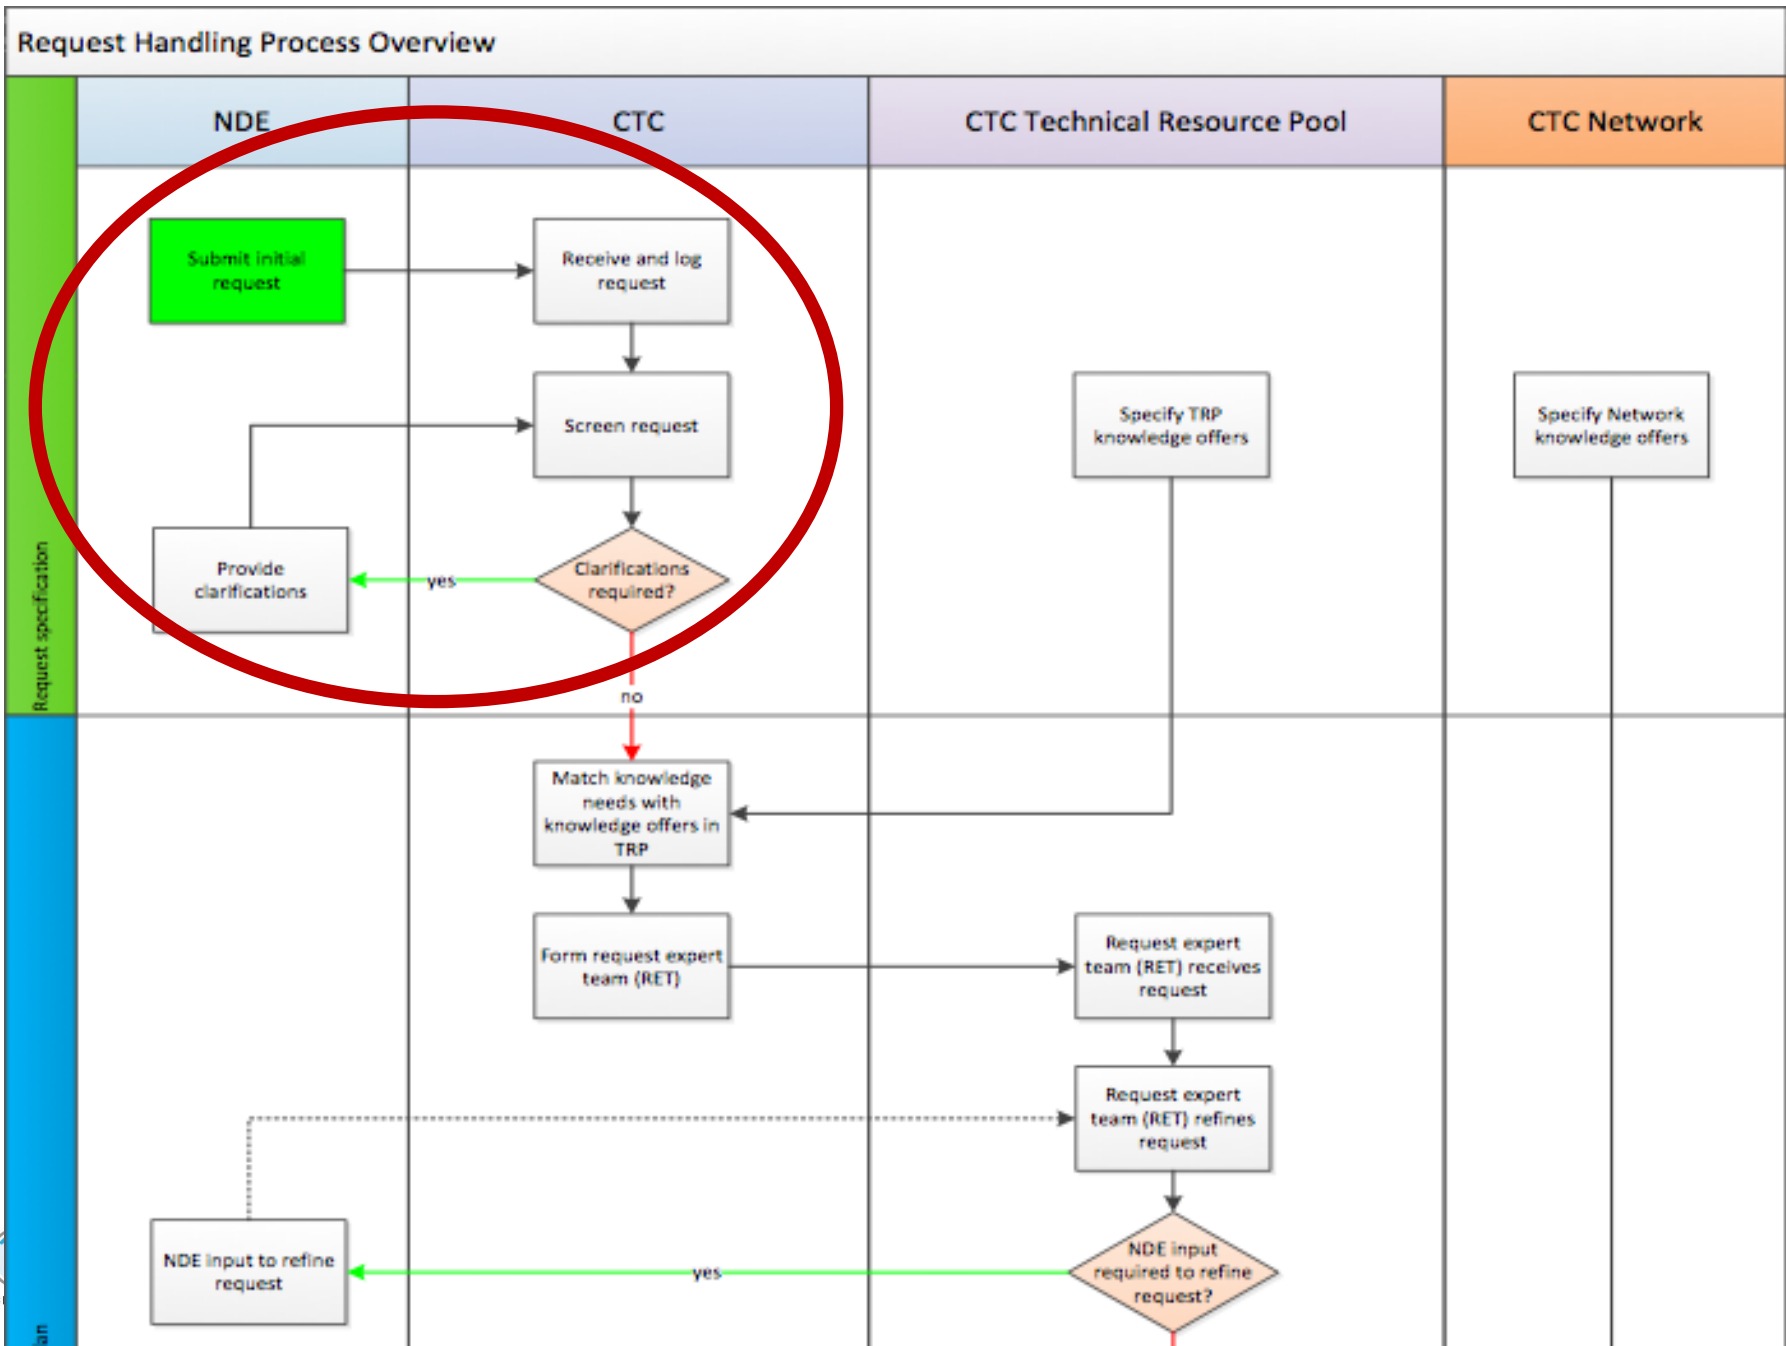 Request Handling Process Overview
NDE
CTC
CTC Technical Resource Pool
CTC Network
Request specification
Submit initial
request
Receive and log
request
Screen request
Specify TRP
knowledge offers
Specify Network
knowledge offers
Provide
clarifications
yes
Clarifications
required?
no
Match knowledge
needs with
knowledge offers in
TRP
Form request expert
team (RET)
Request expert
team (RET) receives
request
Request expert
team (RET) refines
request
NDE input to refine
request
yes
NDE input
required to refine
request?